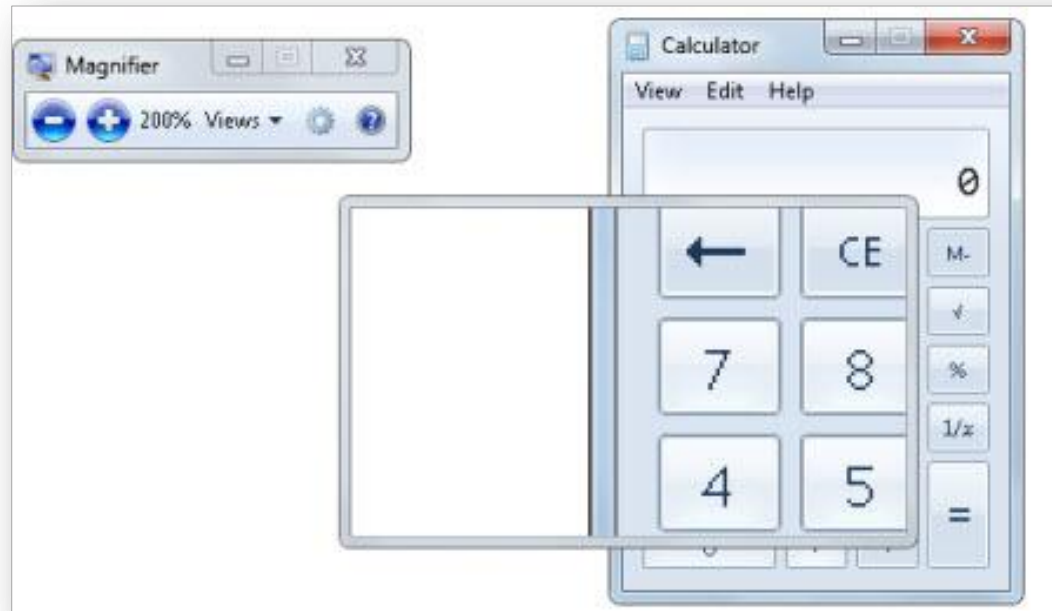 Magnifier
200% Views
Calculator
View Edit Help
0
← CE
M-
√
7 8
%
1/x
4 5
=